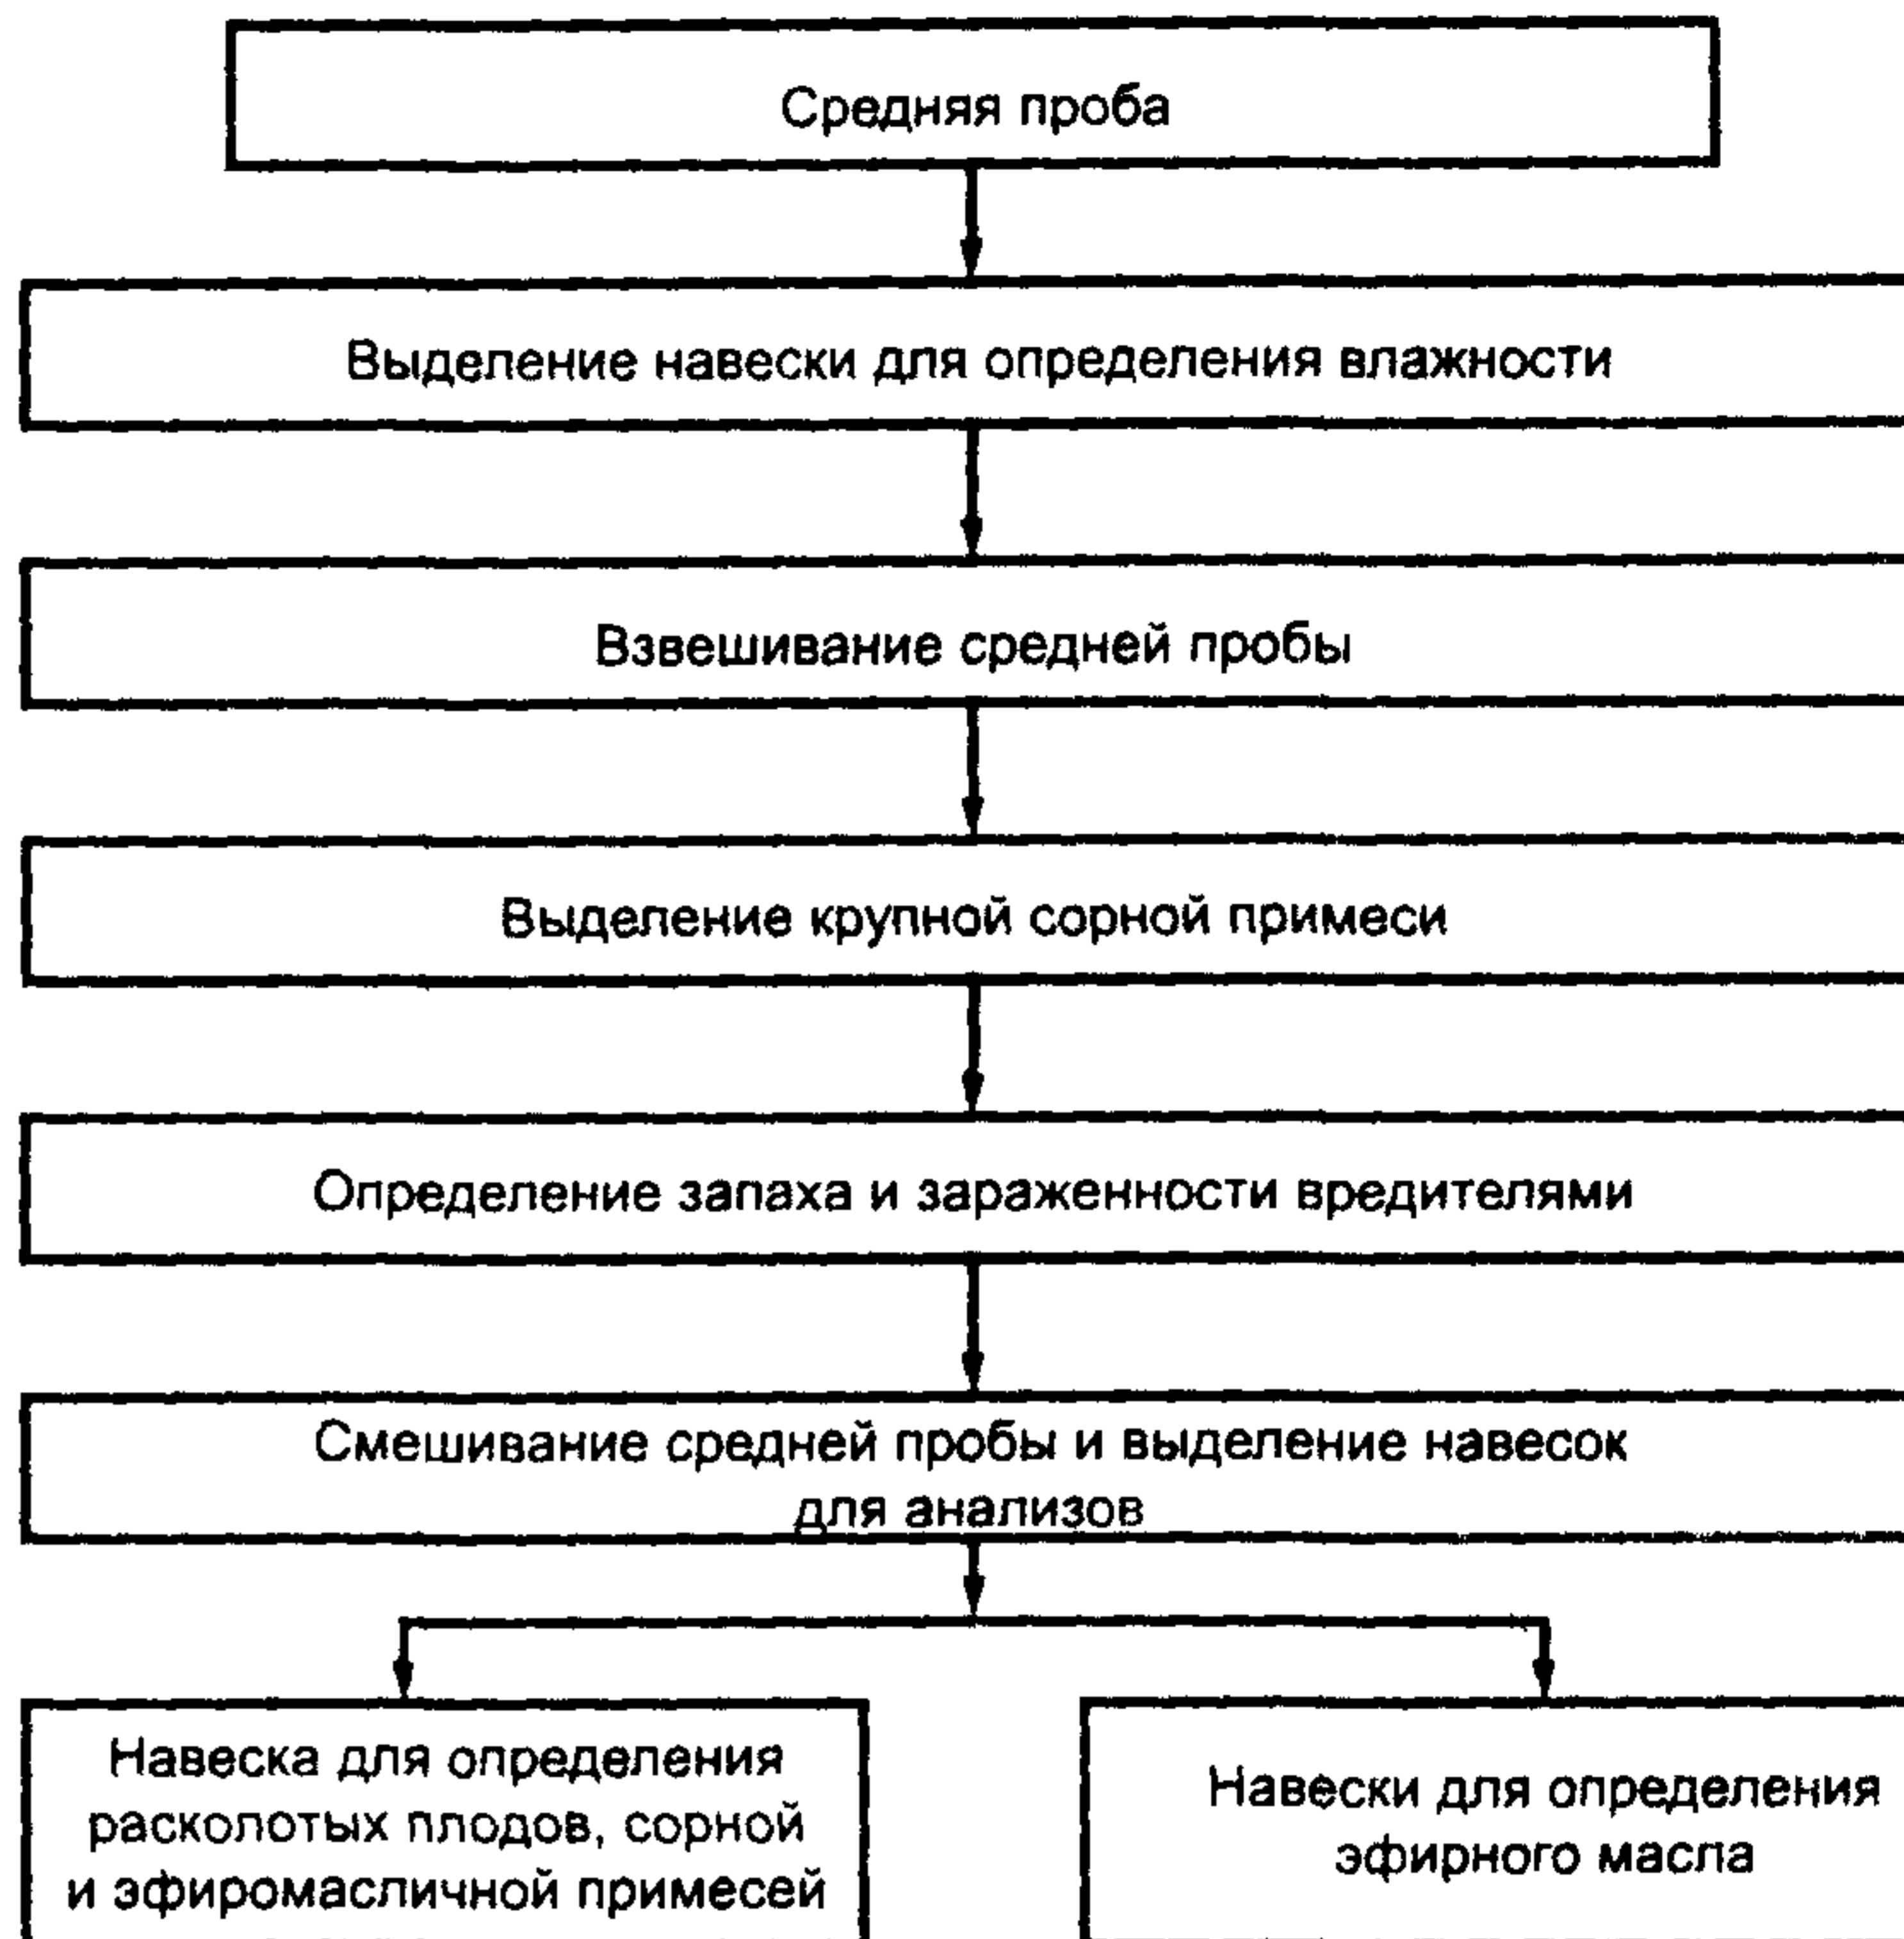 Средняя проба
Выделение навески для определения влажности
Взвешивание средней пробы
Выделение крупной сорной примеси
Определение запаха и зараженности вредителями
Смешивание средней пробы и выделение навесок
для анализов
Навеска для определения
расколотых плодов, сорной
и эфиромасличной примесей
Навески для определения
эфирного масла